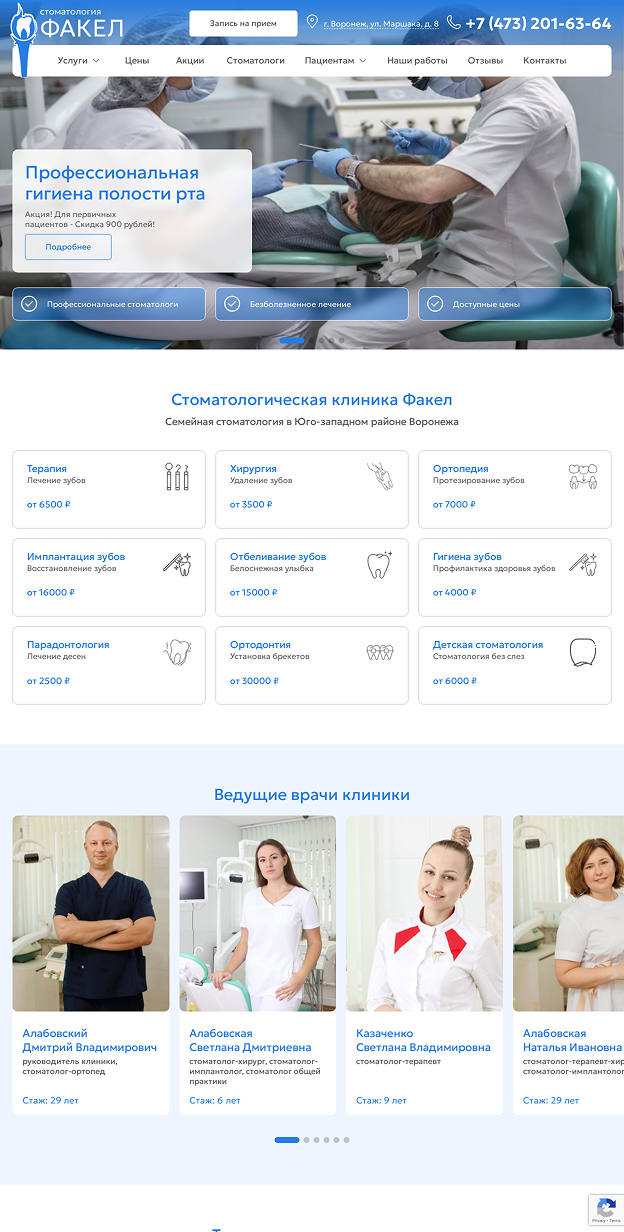 стоматология
ФАКЕЛ
Запись на прием
г. Воронеж, ул. Маршака, д. 8
+7 (473) 201-63-64
Услуги
Цены
Акции
Стоматологи
Пациентам
Наши работы
Отзывы
Контакты
Профессиональная
гигиена полости рта
Акция! Для первичных
пациентов - Скидка 900 рублей!
Подробнее
Профессиональные стоматологи
Безболезненное лечение
Доступные цены
Стоматологическая клиника Факел
Семейная стоматология в Юго-западном районе Воронежа
Терапия
Лечение зубов
от 6500 ₽
Хирургия
Удаление зубов
от 3500 ₽
Ортопедия
Протезирование зубов
от 7000 ₽
Имплантация зубов
Восстановление зубов
от 16000 ₽
Отбеливание зубов
Белоснежная улыбка
от 15000 ₽
Гигиена зубов
Профилактика здоровья зубов
от 4000 ₽
Парадонтология
Лечение десен
от 2500 ₽
Ортодонтия
Установка брекетов
от 30000 ₽
Детская стоматология
Стоматология без слез
от 6000 ₽
Ведущие врачи клиники
Алабовский
Дмитрий Владимирович
руководитель клиники,
стоматолог-ортопед
Стаж: 29 лет
Алабовская
Светлана Дмитриевна
стоматолог-хирург, стоматолог-
имплантолог, стоматолог общей
практики
Стаж: 6 лет
Казаченко
Светлана Владимировна
стоматолог-терапевт
Стаж: 9 лет
Алабовская
Наталья Ивановна
стоматолог-терапевт-хир
стоматолог-имплантолог
Стаж: 29 лет
Privacy - Terms